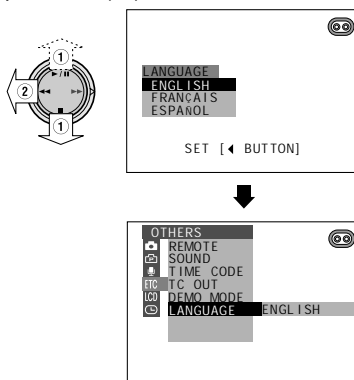 ①
②
①
LANGUAGE
ENGLISH
FRANÇAIS
ESPAÑOL
SET [◀ BUTTON]
OTHERS
REMOTE
SOUND
TIME CODE
ETC TC OUT
LCD DEMO MODE
LANGUAGE ENGLISH